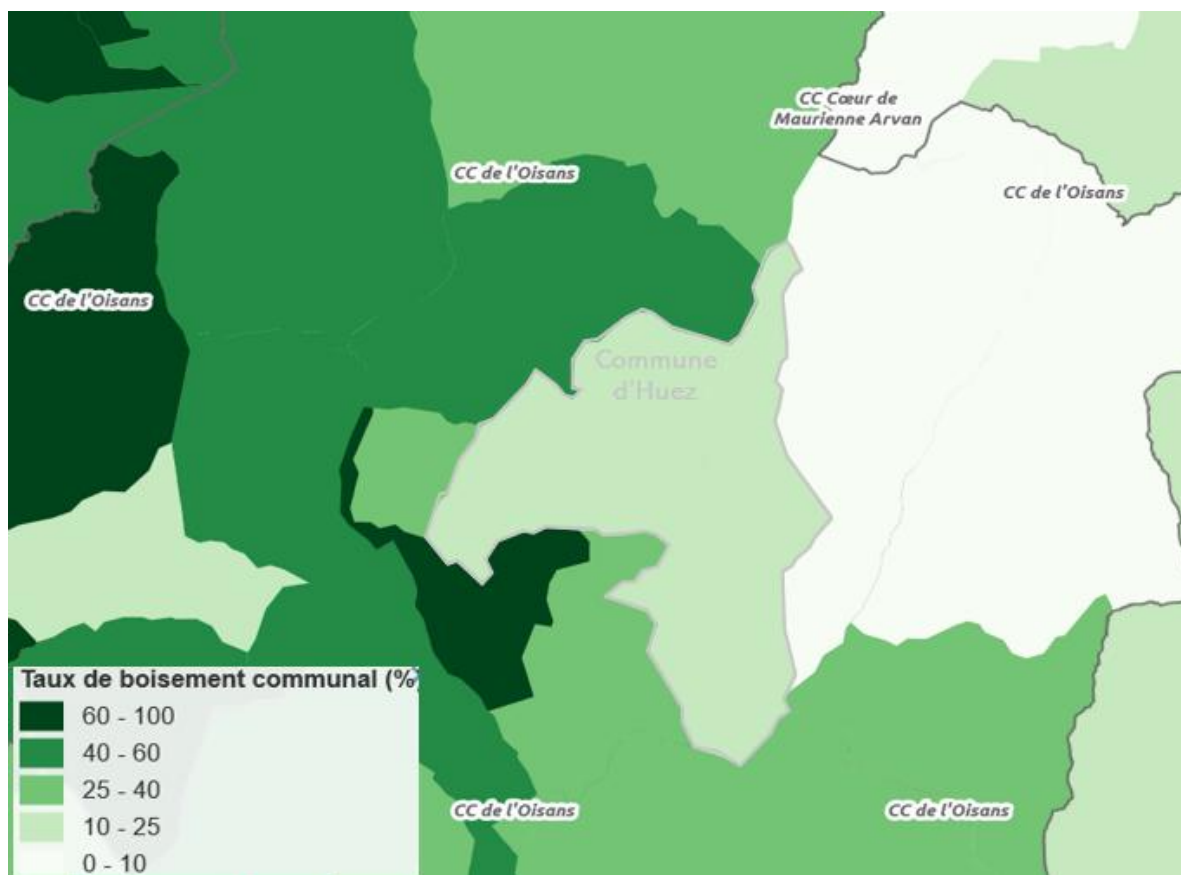 CC Cœur de
Maurienne Arvan
CC de l'Oisans
CC de l'Oisans
CC de l'Oisans
Commune
d'Huez
Taux de boisement communal (%
60 - 100
40 - 60
25 - 40
10 - 25
0 - 10
CC de l'Oisans
CC de l'Oisans